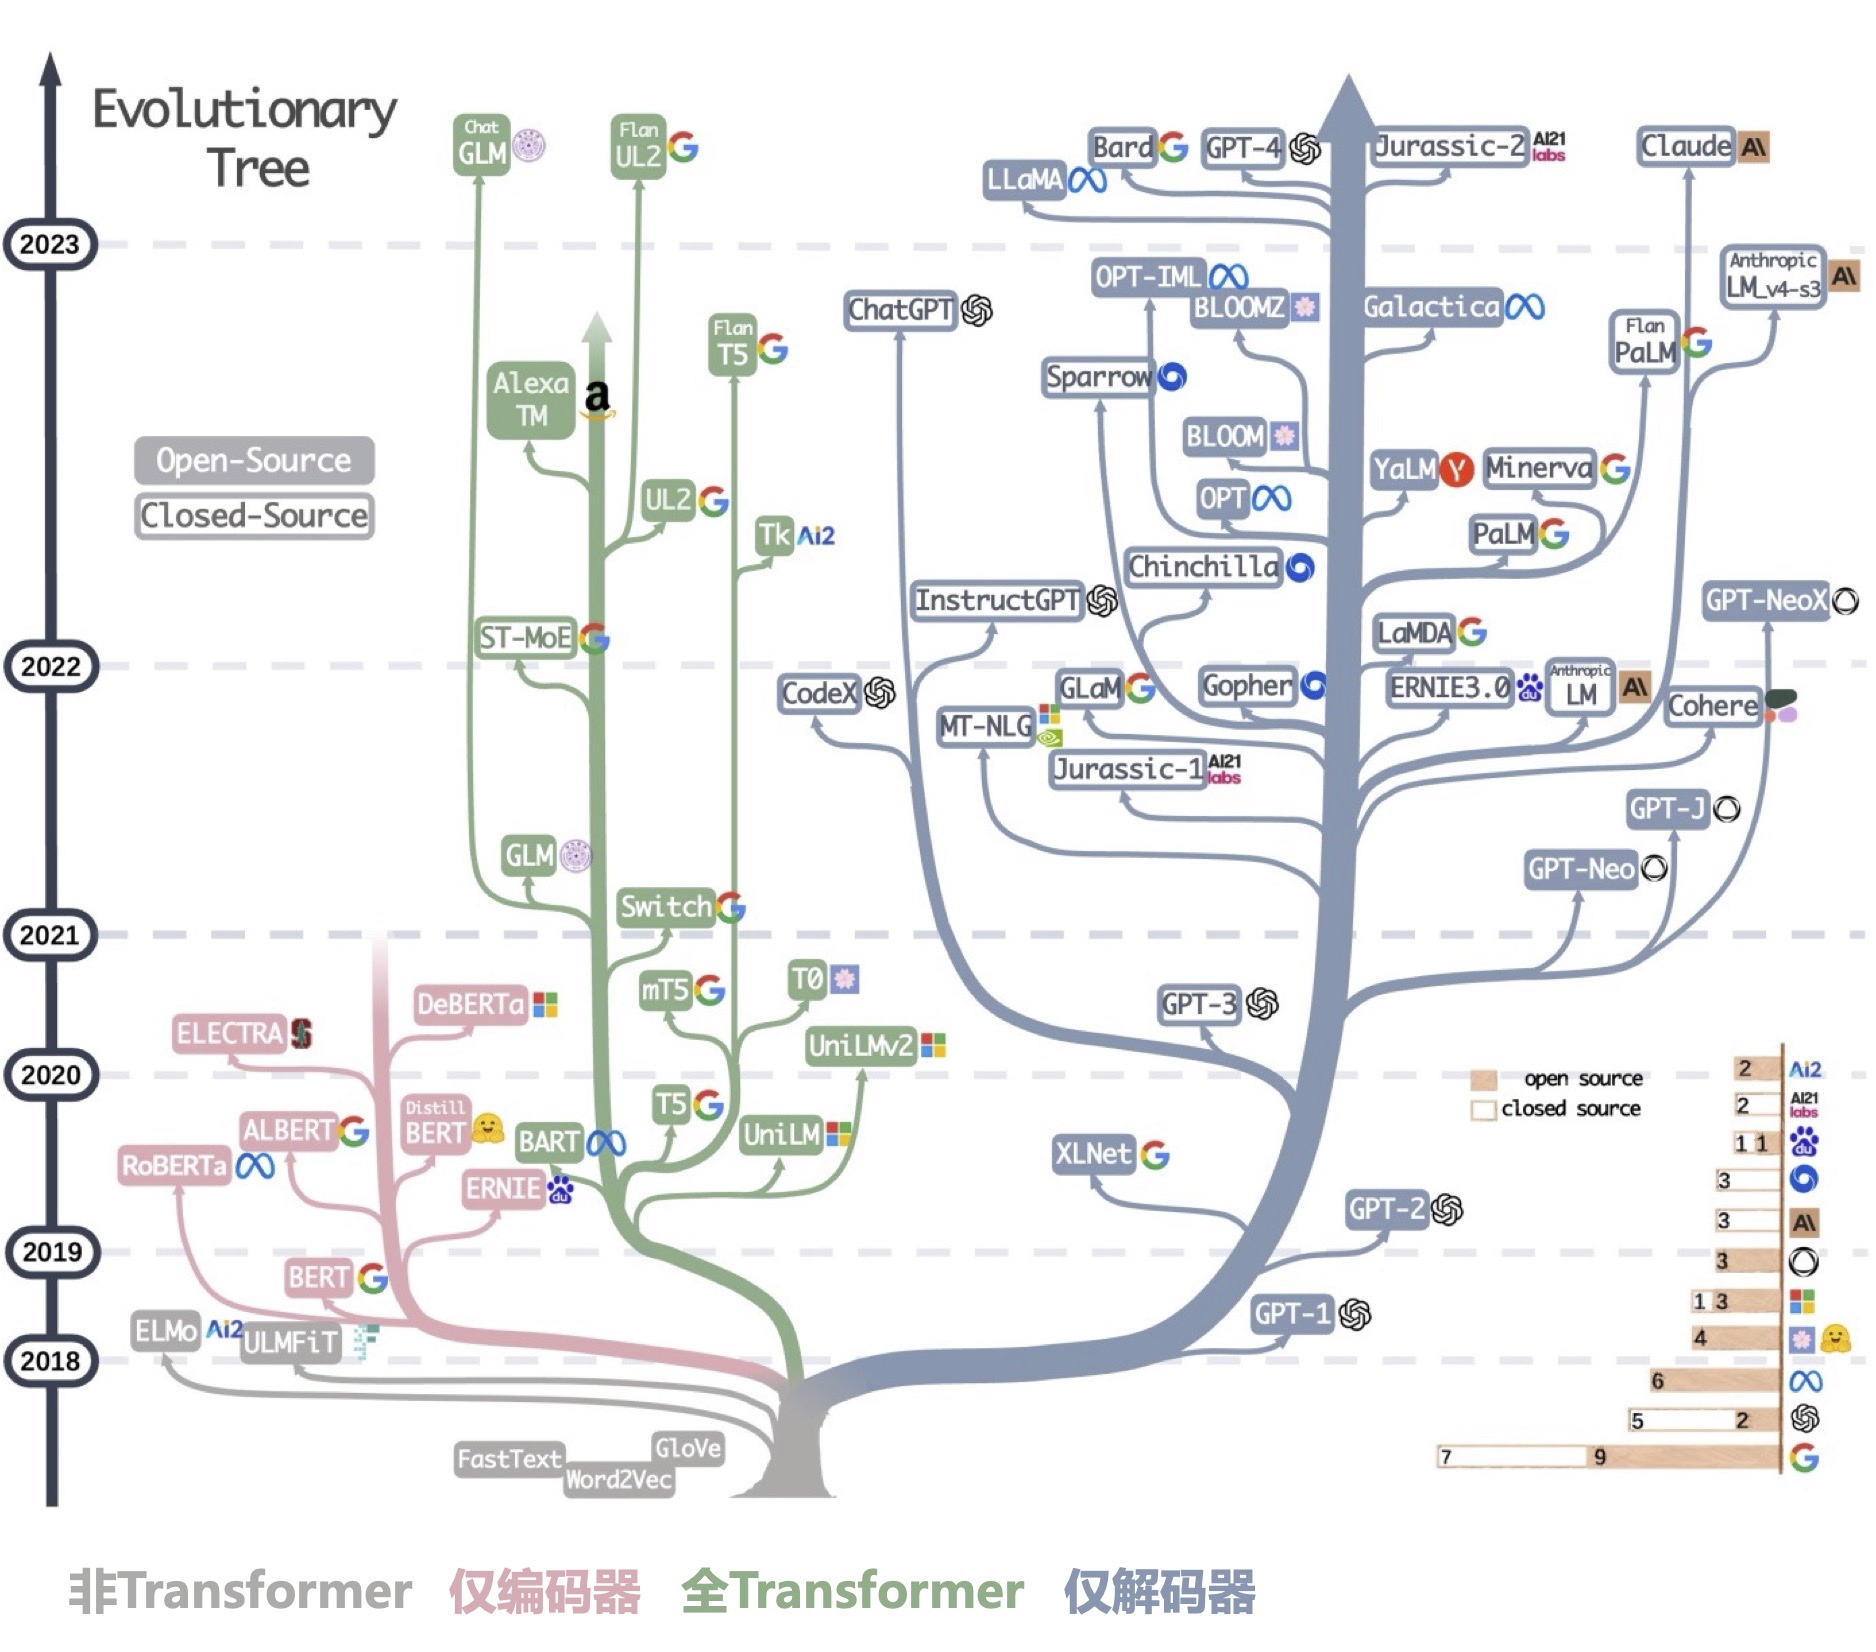 Evolutionary
Tree
2023
2022
2021
2020
2019
2018
Open-Source
Closed-Source
Chat
GLM
Flan
UL2
Alexa
TM
a
Flan
T5
UL2
Tk
Ai2
ST-MoE
GLM
Switch
mT5
T0
UniLMv2
T5
UniLM
BART
DeBERTa
ELECTRA
Distill
BERT
ALBERT
RoBERTa
ERNIE
du
BERT
ELMo
Ai2
ULMFiT
FastText
Word2Vec
GloVe
LLaMA
Bard
GPT-4
Jurassic-2
AI21
labs
Claude
A\
OPT-IML
BLOOMZ
Galactica
Anthropic
LM_v4-s3
A\
ChatGPT
Sparrow
Flan
PaLM
BLOOM
YaLM
Minerva
OPT
PaLM
Chinchilla
InstructGPT
GPT-NeoX
LaMDA
CodeX
GLaM
Gopher
ERNIE3.0
du
Anthropic
LM
A\
Cohere
MT-NLG
Jurassic-1
AI21
labs
GPT-J
GPT-Neo
GPT-3
XLNet
GPT-2
GPT-1
open source
closed source
2 Ai2
2 AI21 labs
1 1 du
3
3 A\
3
1 3
4
6
5 2
7 9
非Transformer 仅编码器 全Transformer 仅解码器